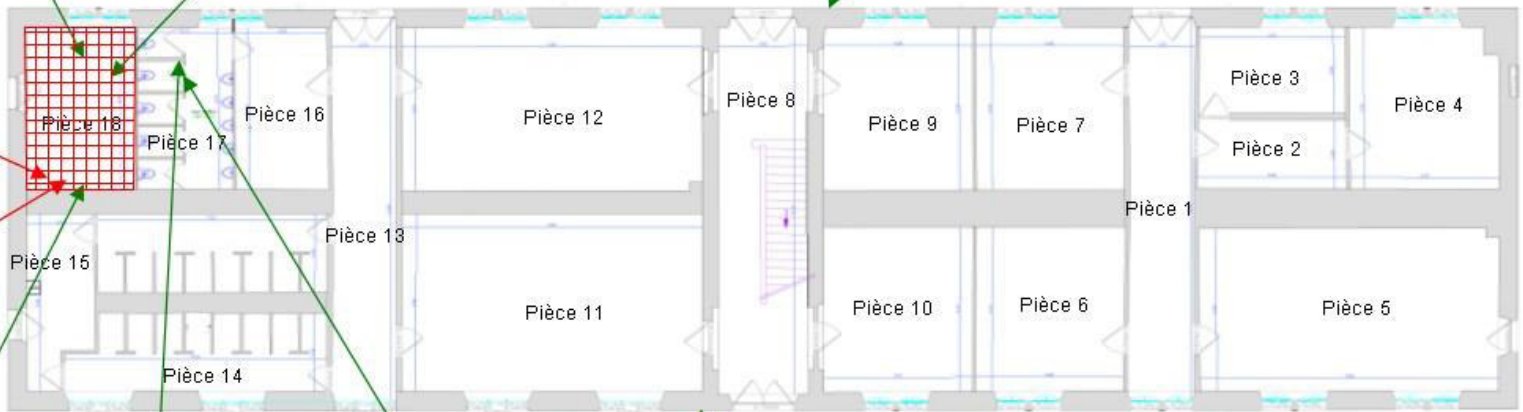 Pièce 18
Pièce 17
Pièce 16
Pièce 12
Pièce 8
Pièce 9
Pièce 7
Pièce 3
Pièce 2
Pièce 4
Pièce 15
Pièce 13
Pièce 1
Pièce 11
Pièce 10
Pièce 6
Pièce 5
Pièce 14